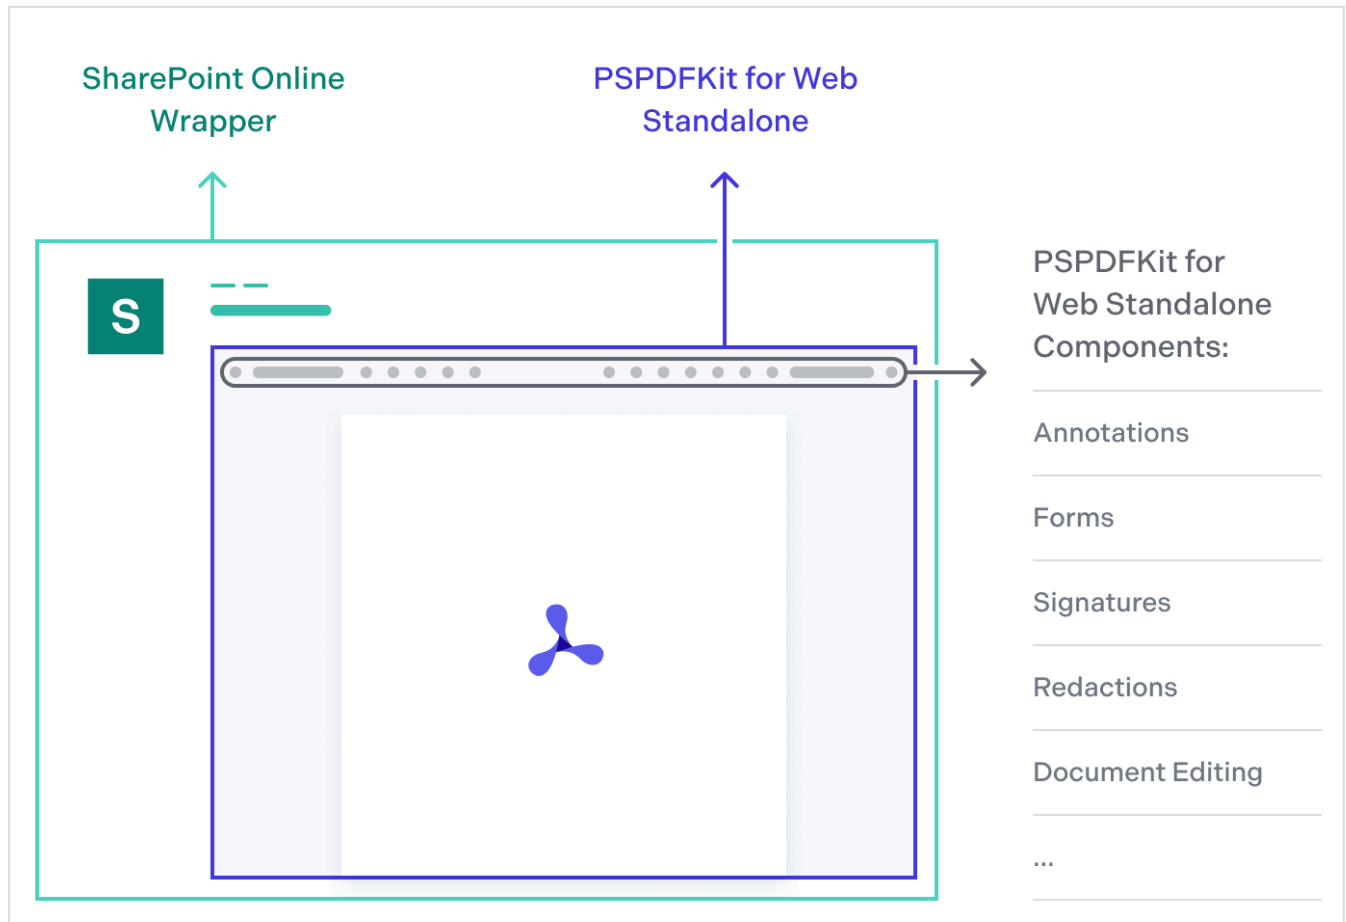 SharePoint Online
Wrapper
PSPDFKit for Web
Standalone
S
PSPDFKit for
Web Standalone
Components:
Annotations
Forms
Signatures
Redactions
Document Editing
...